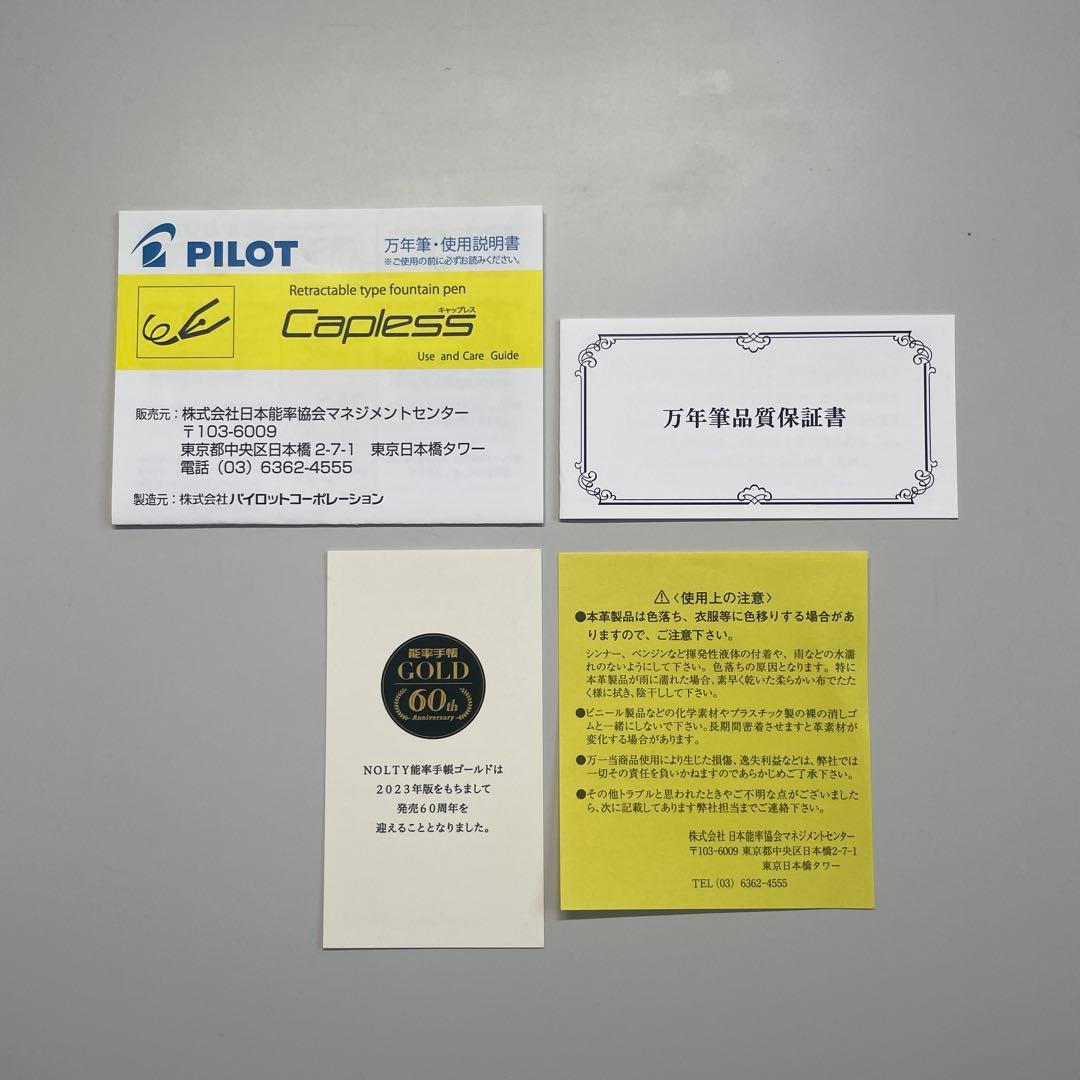 PILOT
万年筆・使用説明書
※ご使用の前に必ずお読みください。
Retractable type fountain pen
キャップレス
Capless
Use and Care Guide
販売元：株式会社日本能率協会マネジメントセンター
〒103-6009
東京都中央区日本橋 2-7-1　東京日本橋タワー
電話（03）6362-4555
製造元：株式会社パイロットコーポレーション
万年筆品質保証書
能率手帳
GOLD
60th
Anniversary
NOLTY能率手帳ゴールドは
2023年版をもちまして
発売60周年を
迎えることとなりました。
⚠〈使用上の注意〉
●本革製品は色落ち、衣服等に色移りする場合があ
りますので、ご注意下さい。
シンナー、ベンジンなど揮発性液体の付着や、雨などの水濡
れのないようにして下さい。色落ちの原因となります。特に
本革製品が雨に濡れた場合、素早く乾いた柔らかい布でたた
く様に拭き、陰干しして下さい。
●ビニール製品などの化学素材やプラスチック製の裸の消しゴ
ムと一緒にしないで下さい。長期間密着させますと革素材が
変化する場合があります。
●万一当商品使用により生じた損傷、逸失利益などは、弊社では
一切その責任を負いかねますのであらかじめご了承下さい。
●その他トラブルと思われたときやご不明な点がございました
ら、次に記載してあります弊社担当までご連絡下さい。
株式会社 日本能率協会マネジメントセンター
〒103-6009 東京都中央区日本橋2-7-1
東京日本橋タワー
TEL (03) 6362-4555